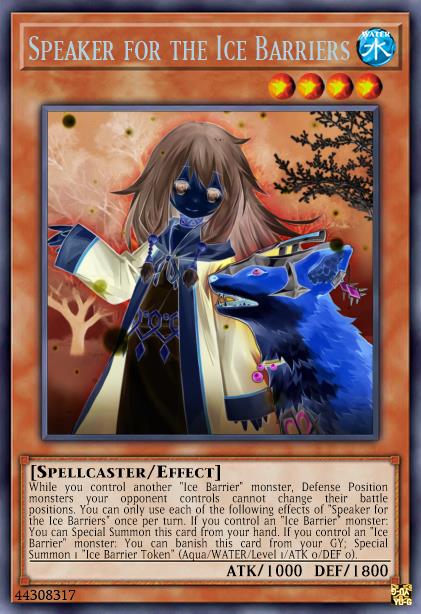 SPEAKER FOR THE ICE BARRIERS
WATER
水
[SPELLCASTER/EFFECT]
While you control another "Ice Barrier" monster, Defense Position
monsters your opponent controls cannot change their battle
positions. You can only use each of the following effects of "Speaker
for the Ice Barriers" once per turn. If you control an "Ice Barrier" monster:
You can Special Summon this card from your hand. If you control an "Ice
Barrier" monster: You can banish this card from your GY; Special
Summon 1 "Ice Barrier Token" (Aqua/WATER/Level 1/ATK 0/DEF 0).
ATK/1000 DEF/1800
44308317